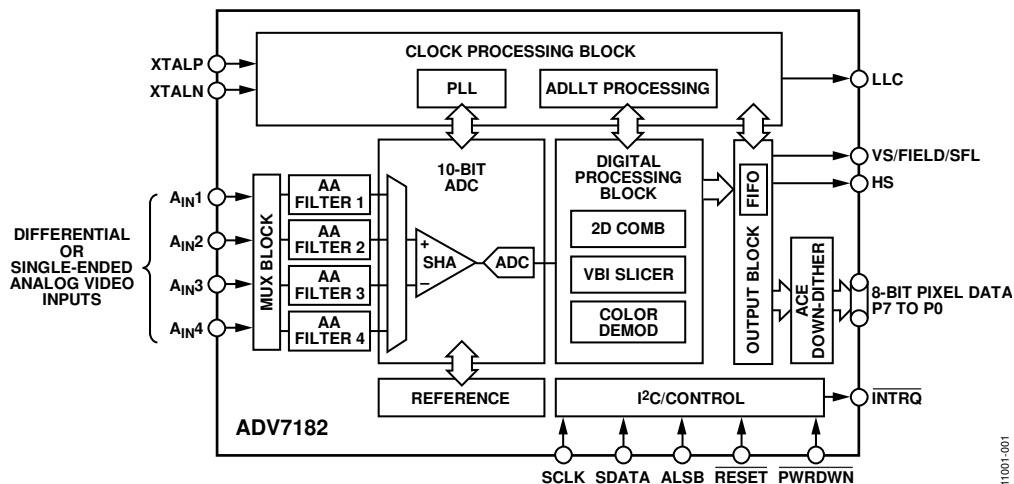 CLOCK PROCESSING BLOCK
XTALP
XTALN
PLL
ADLLT PROCESSING
LLC
10-BIT
ADC
DIGITAL
PROCESSING
BLOCK
2D COMB
VBI SLICER
COLOR
DEMOD
FIFO
OUTPUT BLOCK
VS/FIELD/SFL
HS
DIFFERENTIAL
OR
SINGLE-ENDED
ANALOG VIDEO
INPUTS
AIN1
AIN2
AIN3
AIN4
MUX BLOCK
AA
FILTER 1
AA
FILTER 2
AA
FILTER 3
AA
FILTER 4
+
SHA
−
ADC
ACE
DOWN-DITHER
8-BIT PIXEL DATA
P7 TO P0
REFERENCE
I2C/CONTROL
INTRQ
ADV7182
SCLK SDATA ALSB RESET PWRDWN
11001-001